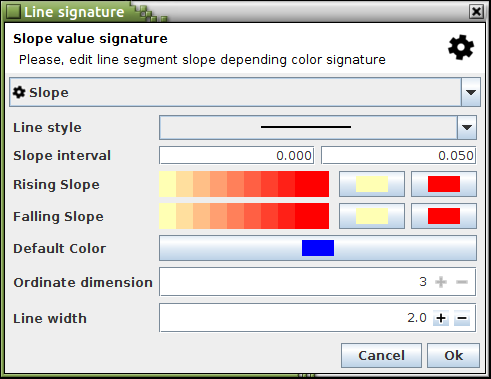 Line signature
Slope value signature
Please, edit line segment slope depending color signature
Slope
Line style
Slope interval 0.000 0.050
Rising Slope
Falling Slope
Default Color
Ordinate dimension 3
Line width 2.0
Cancel Ok